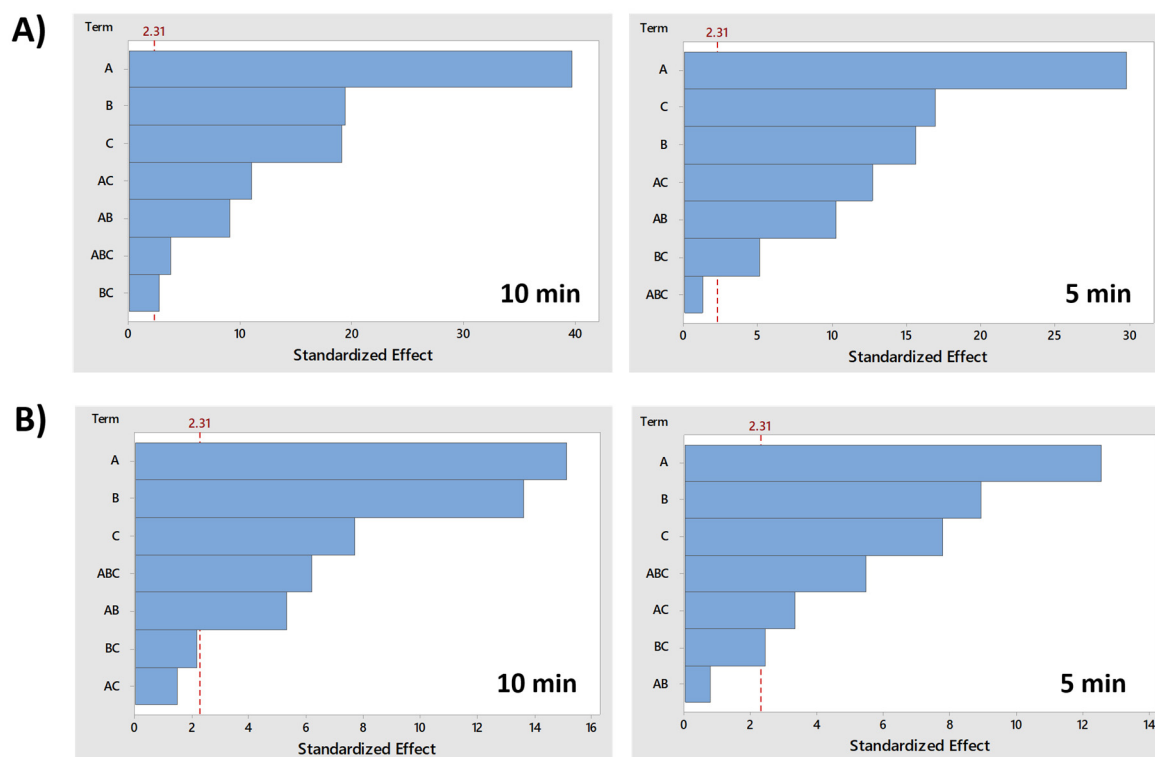 A)
Term
2.31
A
B
C
AC
AB
ABC
BC
0 10 20 30 40
Standardized Effect
10 min
Term
2.31
A
C
B
AC
AB
BC
ABC
0 5 10 15 20 25 30
Standardized Effect
5 min
B)
Term
2.31
A
B
C
ABC
AB
BC
AC
0 2 4 6 8 10 12 14 16
Standardized Effect
10 min
Term
2.31
A
B
C
ABC
AC
BC
AB
0 2 4 6 8 10 12 14
Standardized Effect
5 min